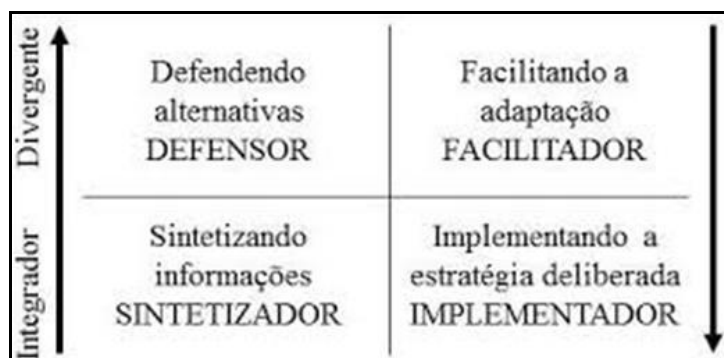 Divergente
Defendendo
alternativas
DEFENSOR
Facilitando a
adaptação
FACILITADOR
Integrador
Sintetizando
informações
SINTETIZADOR
Implementando a
estratégia deliberada
IMPLEMENTADOR